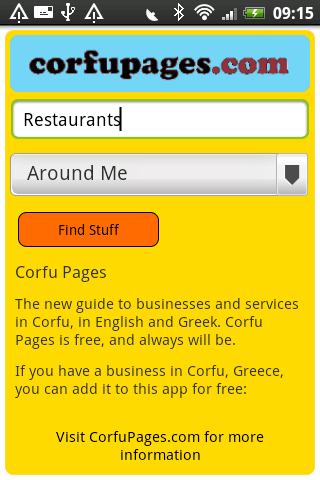 09:15
corfupages.com
Restaurants
Around Me
Find Stuff
Corfu Pages
The new guide to businesses and services
in Corfu, in English and Greek. Corfu
Pages is free, and always will be.
If you have a business in Corfu, Greece,
you can add it to this app for free:
Visit CorfuPages.com for more
information